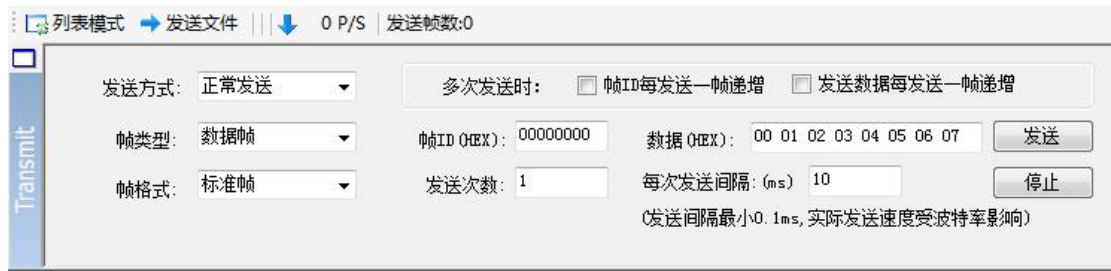 列表模式 发送文件 0 P/S 发送帧数:0
发送方式: 正常发送 多次发送时: 帧ID每发送一帧递增 发送数据每发送一帧递增
帧类型: 数据帧 帧ID(HEX): 00000000 数据(HEX): 00 01 02 03 04 05 06 07 发送
帧格式: 标准帧 发送次数: 1 每次发送间隔:(ms) 10 停止
(发送间隔最小0.1ms,实际发送速度受波特率影响)
Transmit